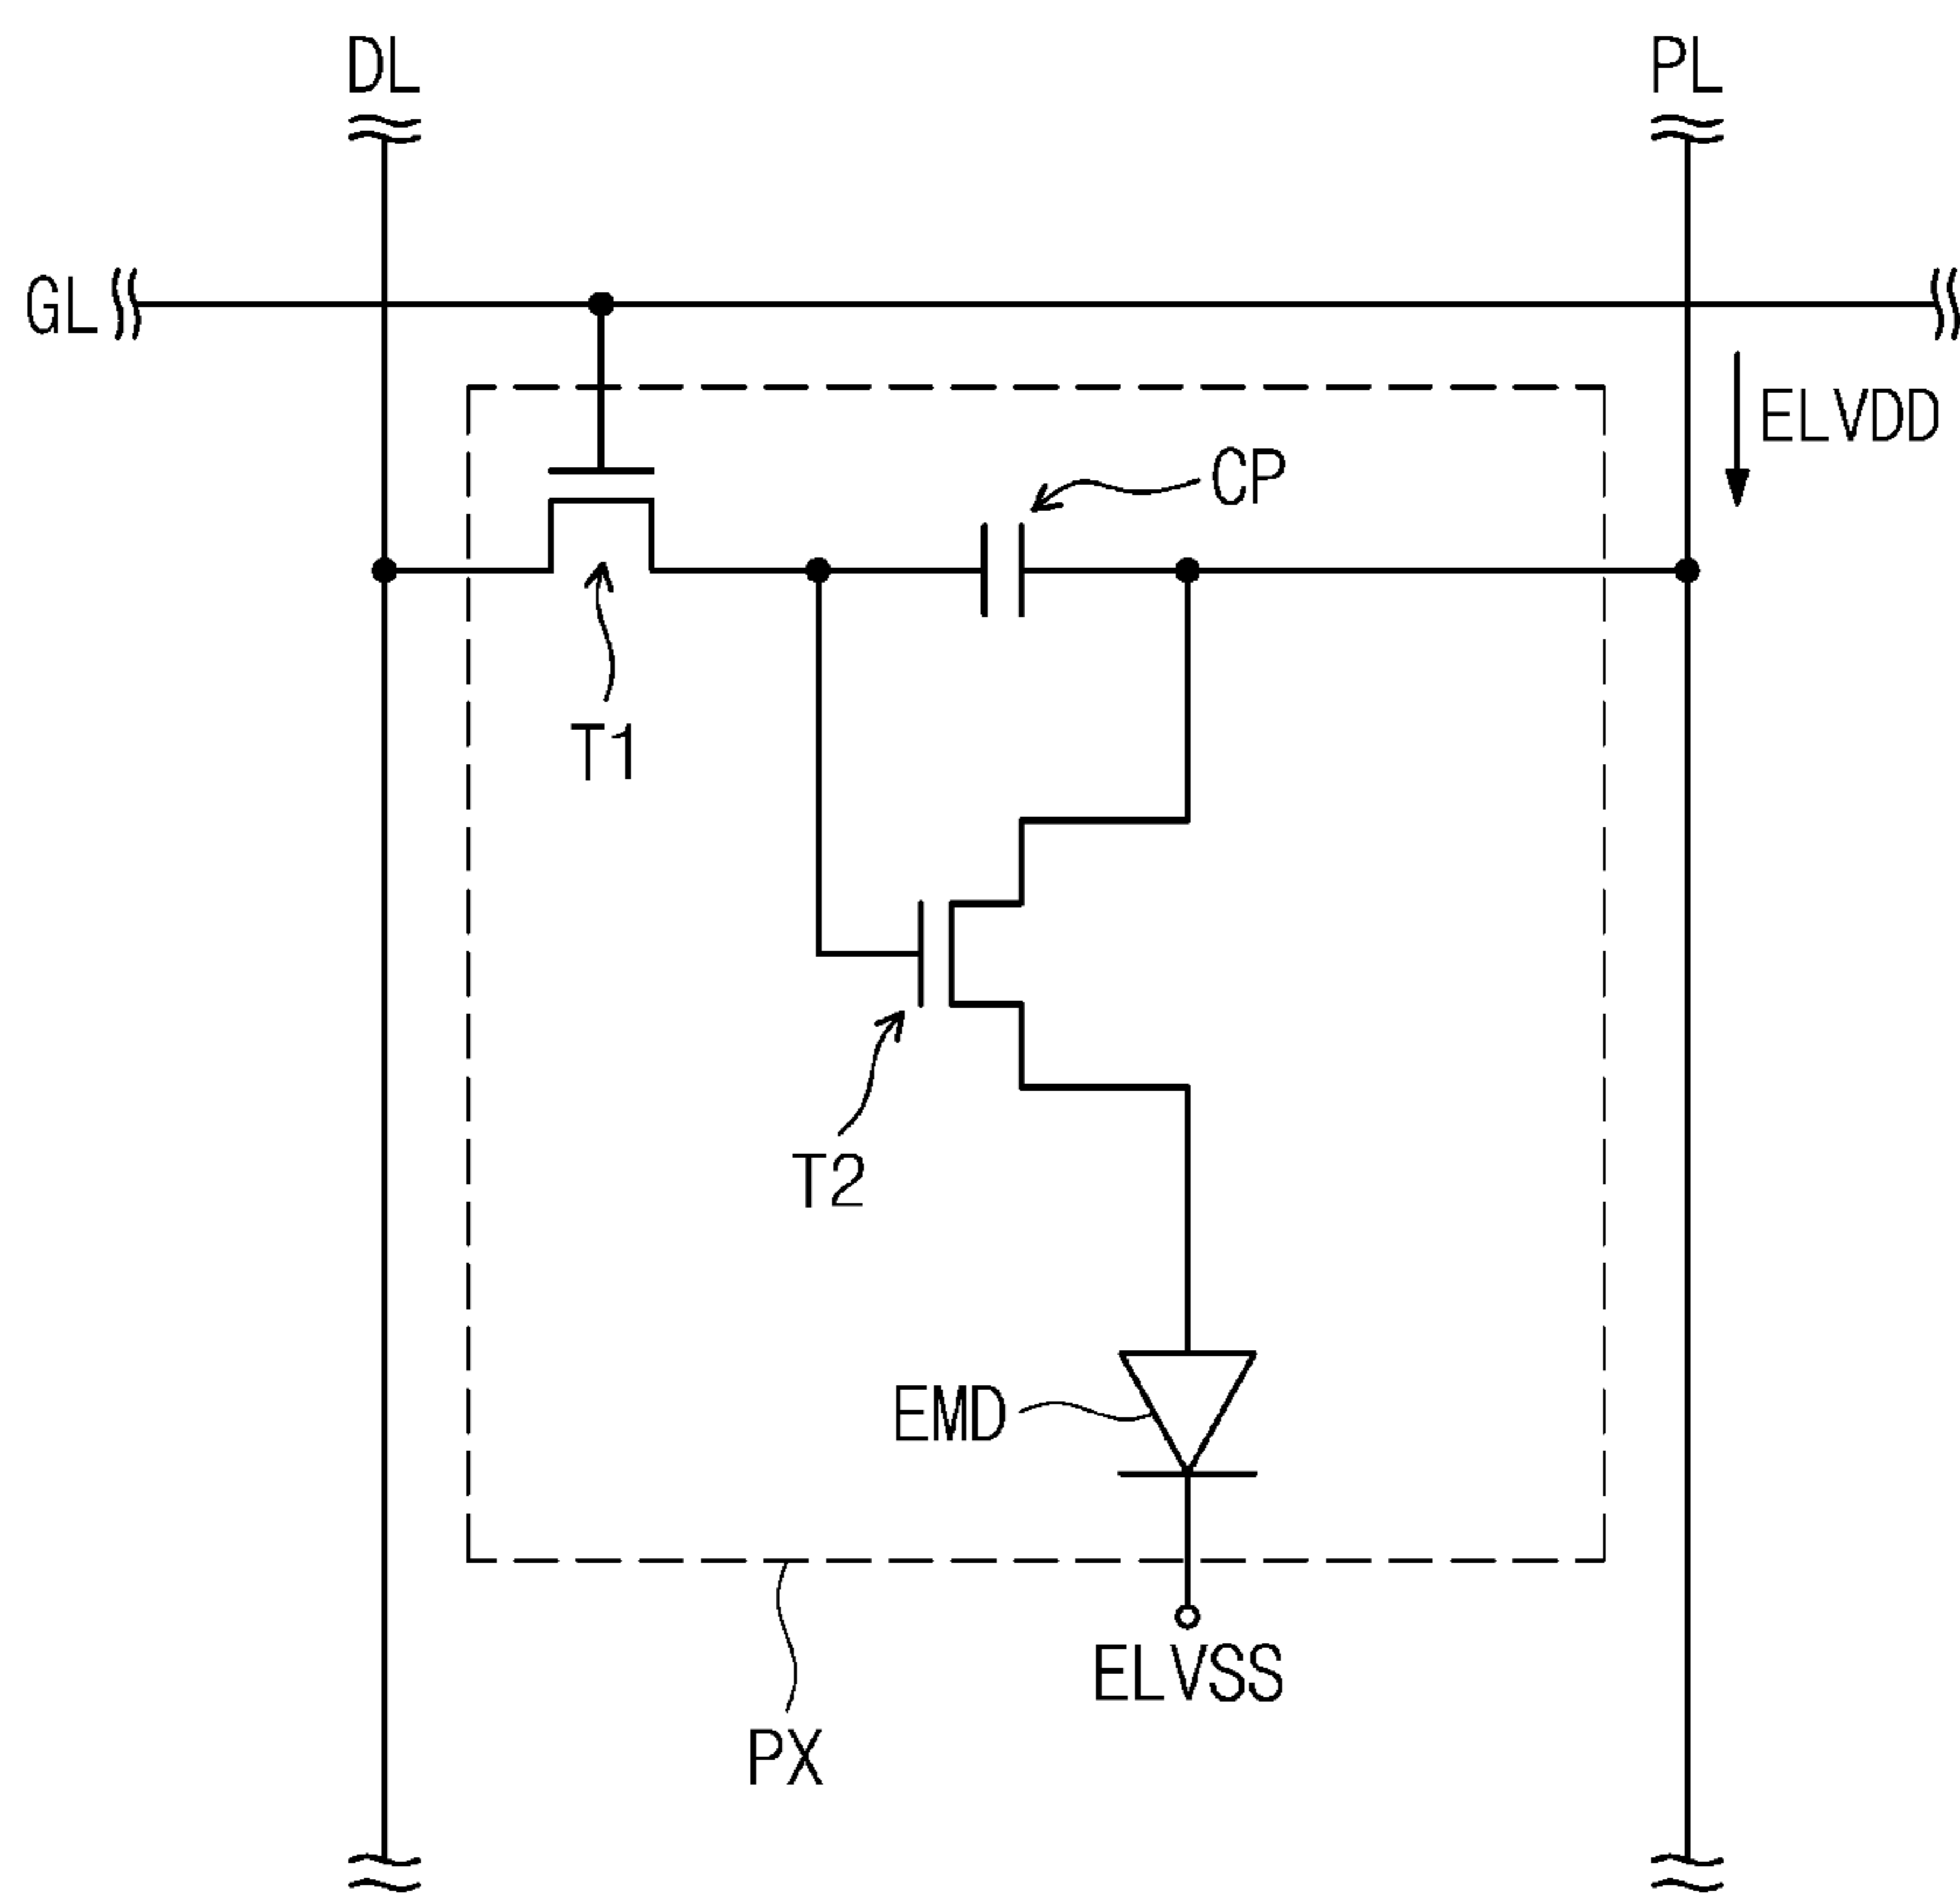 DL
PL
GL
ELVDD
CP
T1
T2
EMD
ELVSS
PX